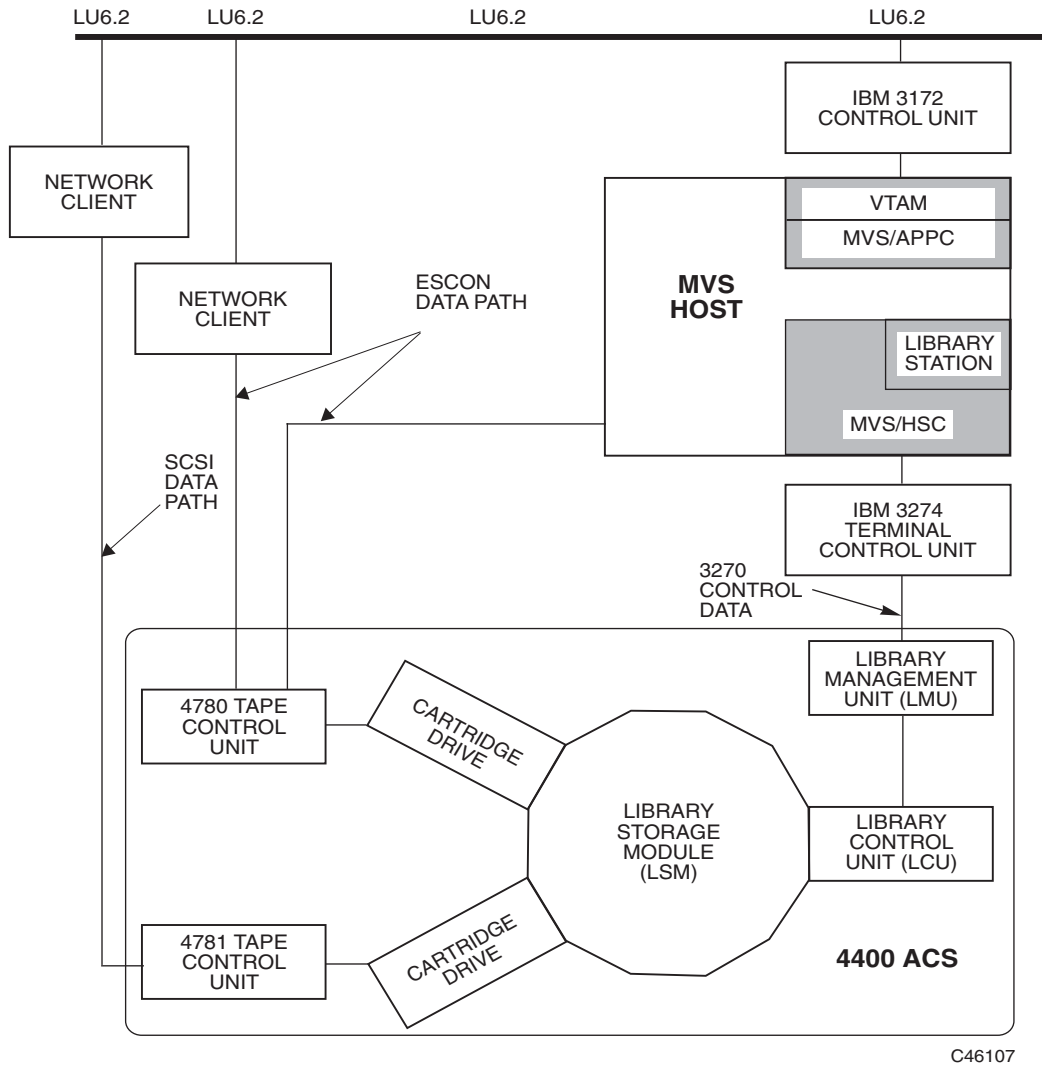 LU6.2
LU6.2
LU6.2
LU6.2
IBM 3172
CONTROL UNIT
NETWORK
CLIENT
VTAM
MVS/APPC
MVS
HOST
NETWORK
CLIENT
ESCON
DATA PATH
LIBRARY
STATION
MVS/HSC
SCSI
DATA
PATH
IBM 3274
TERMINAL
CONTROL UNIT
3270
CONTROL
DATA
LIBRARY
MANAGEMENT
UNIT (LMU)
4780 TAPE
CONTROL
UNIT
CARTRIDGE
DRIVE
LIBRARY
STORAGE
MODULE
(LSM)
LIBRARY
CONTROL
UNIT (LCU)
4781 TAPE
CONTROL
UNIT
CARTRIDGE
DRIVE
4400 ACS
C46107